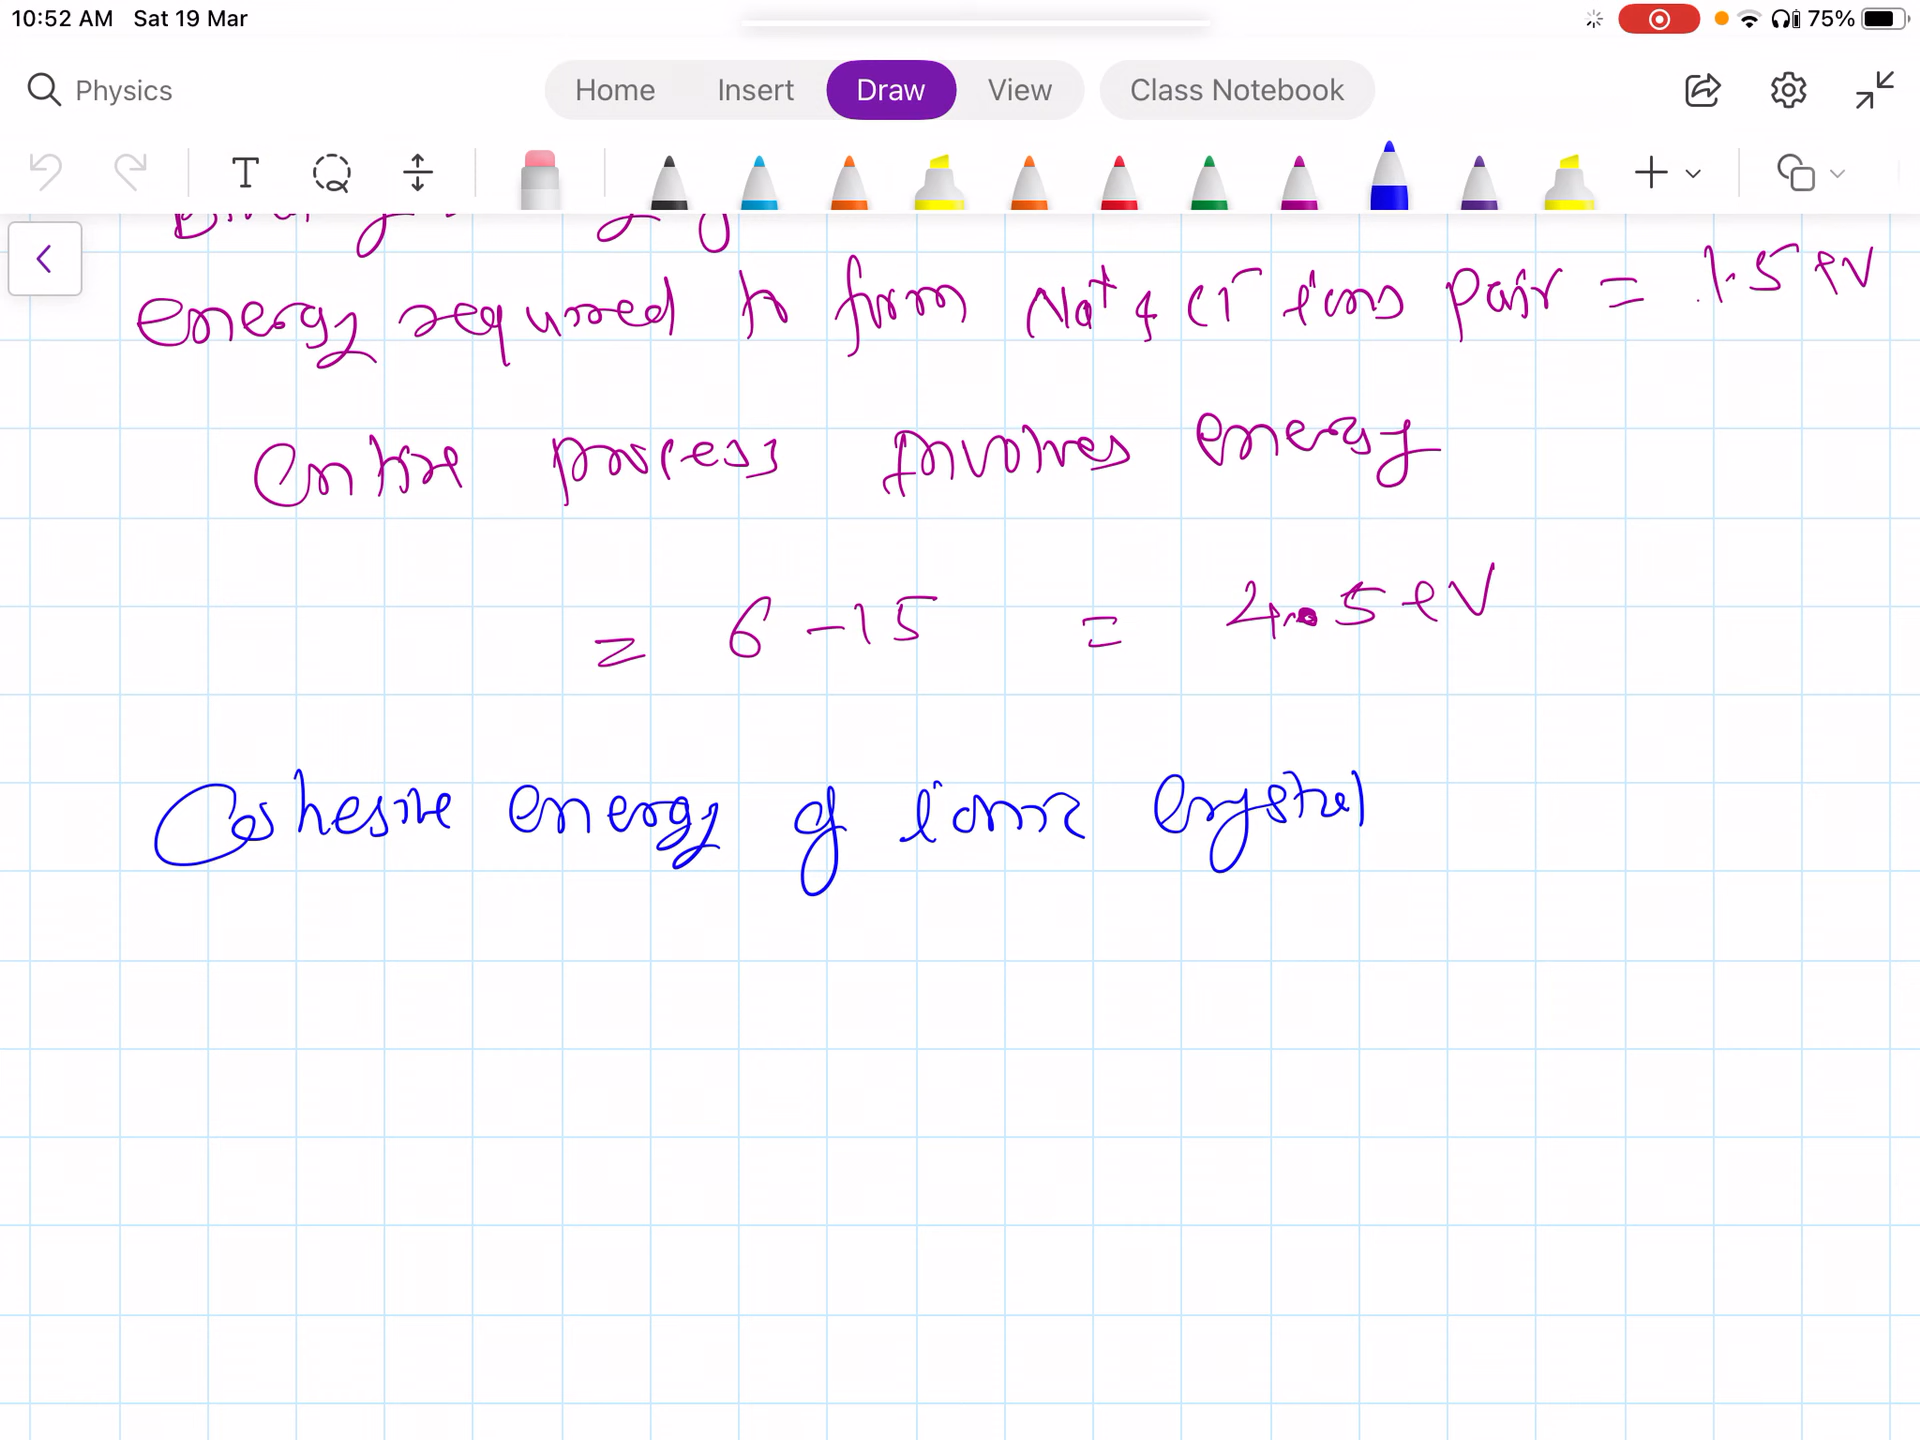 10:52 AM Sat 19 Mar 75%
Physics Home Insert Draw View Class Notebook
T
energy required to form Na+ & Cl- ions pair = 1.5 eV
Entire process involves energy
= 6 - 15 = 4.5 eV
Cohesive energy of ionic Crystal